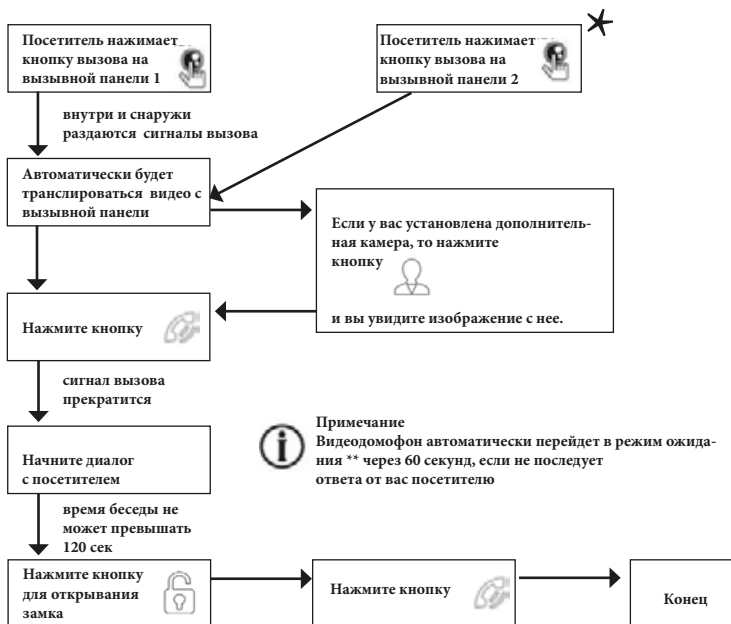 Посетитель нажимает
кнопку вызова на
вызывной панели 1
Посетитель нажимает
кнопку вызова на
вызывной панели 2
внутри и снаружи
раздаются сигналы вызова
Автоматически будет
транслироваться видео с
вызывной панели
Если у вас установлена дополнитель-
ная камера, то нажмите
кнопку
и вы увидите изображение с нее.
Нажмите кнопку
сигнал вызова
прекратится
Примечание
Видеодомофон автоматически перейдет в режим ожида-
ния ** через 60 секунд, если не последует
ответа от вас посетителю
Начните диалог
с посетителем
время беседы не
может превышать
120 сек
Нажмите кнопку
для открывания
замка
Нажмите кнопку
Конец